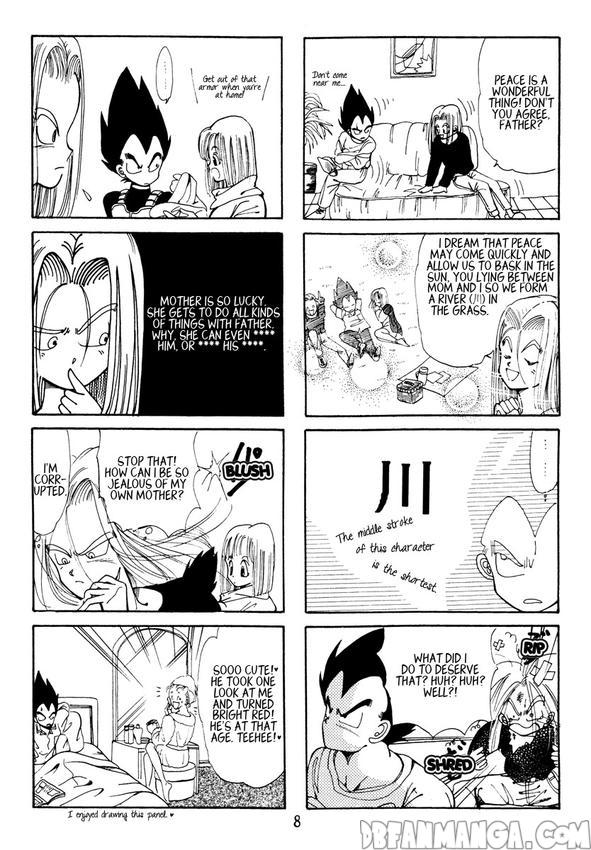 Don't come
near me...
PEACE IS A
WONDERFUL
THING! DON'T
YOU AGREE,
FATHER?
I DREAM THAT PEACE
MAY COME QUICKLY AND
ALLOW US TO BASK IN THE
SUN, YOU LYING BETWEEN
MOM AND I SO WE FORM
A RIVER (川) IN
THE GRASS.
川
The middle stroke
of this character
is the shortest.
WHAT DID I
DO TO DESERVE
THAT? HUH? HUH?
WELL?!
RIP
SHRED
Get out of that
armor when you're
at home!
MOTHER IS SO LUCKY.
SHE GETS TO DO ALL KINDS
OF THINGS WITH FATHER.
WHY, SHE CAN EVEN ****
HIM, OR **** HIS ****.
I'M
COR-
RUPTED.
STOP THAT!
HOW CAN I BE SO
JEALOUS OF MY
OWN MOTHER?
BLUSH
SOOO CUTE!♥
HE TOOK ONE
LOOK AT ME
AND TURNED
BRIGHT RED!
HE'S AT THAT
AGE. TEEHEE!♥
I enjoyed drawing this panel. ♥
8
DBFANMANGA.COM